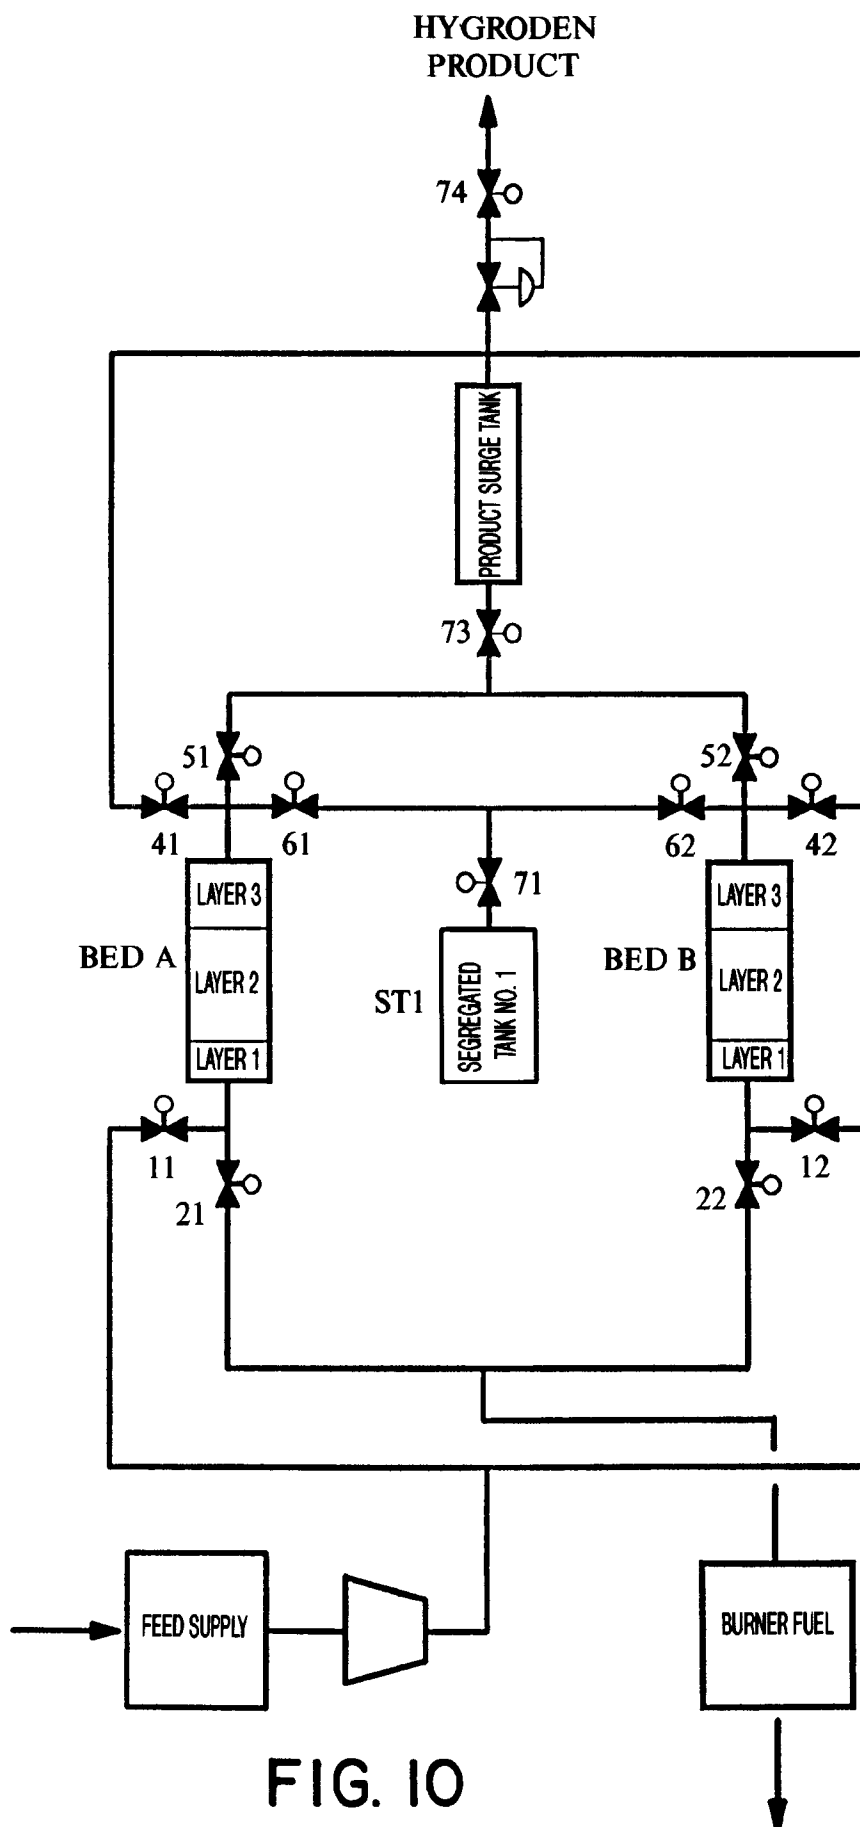 HYGRODEN
PRODUCT
74
PRODUCT SURGE TANK
73
51
52
41
61
62
42
71
LAYER 3
LAYER 2
LAYER 1
BED A
ST1
SEGREGATED
TANK NO. 1
BED B
LAYER 3
LAYER 2
LAYER 1
11
21
22
12
FEED SUPPLY
BURNER FUEL
FIG. 10